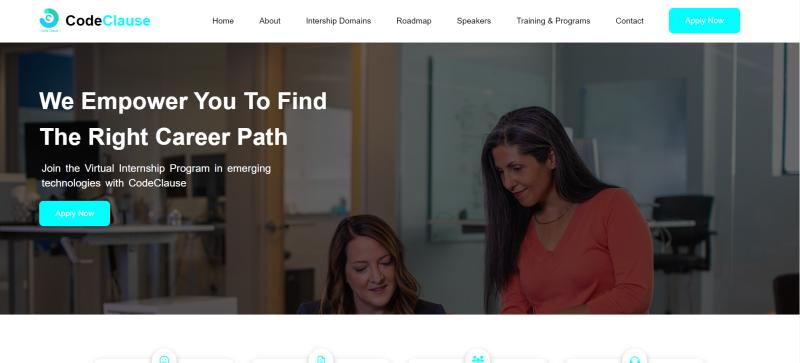 CodeClause
Home
About
Intership Domains
Roadmap
Speakers
Training & Programs
Contact
Apply Now
We Empower You To Find
The Right Career Path
Join the Virtual Internship Program in emerging
technologies with CodeClause
Apply Now